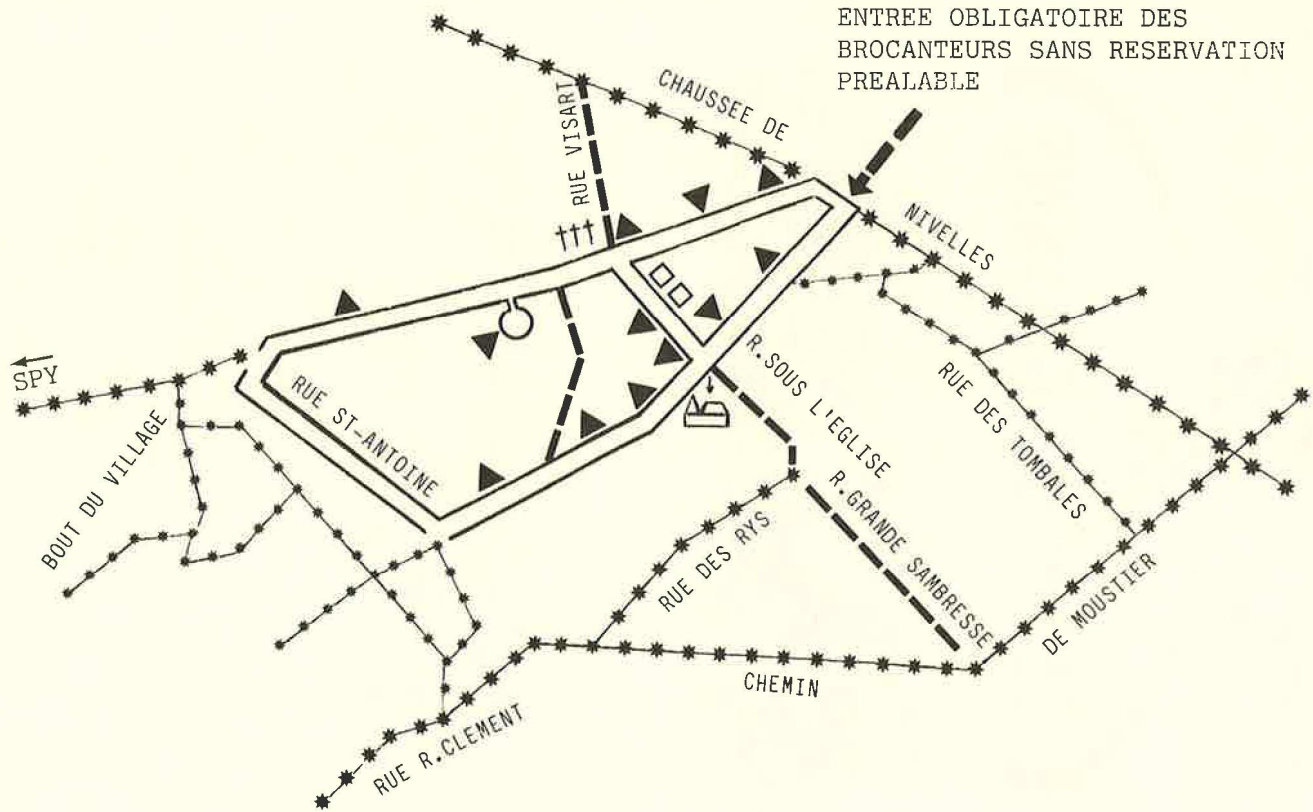 ENTREE OBLIGATOIRE DES
BROCANTEURS SANS RESERVATION
PREALABLE
CHAUSSEE DE
NIVELLES
RUE VISART
SPY
BOUT DU VILLAGE
RUE ST-ANTOINE
R.SOUS L'EGLISE
R.GRANDE SAMBRESSE
RUE DES TOMBALES
RUE DES RYS
DE MOUSTIER
CHEMIN
RUE R.CLEMENT